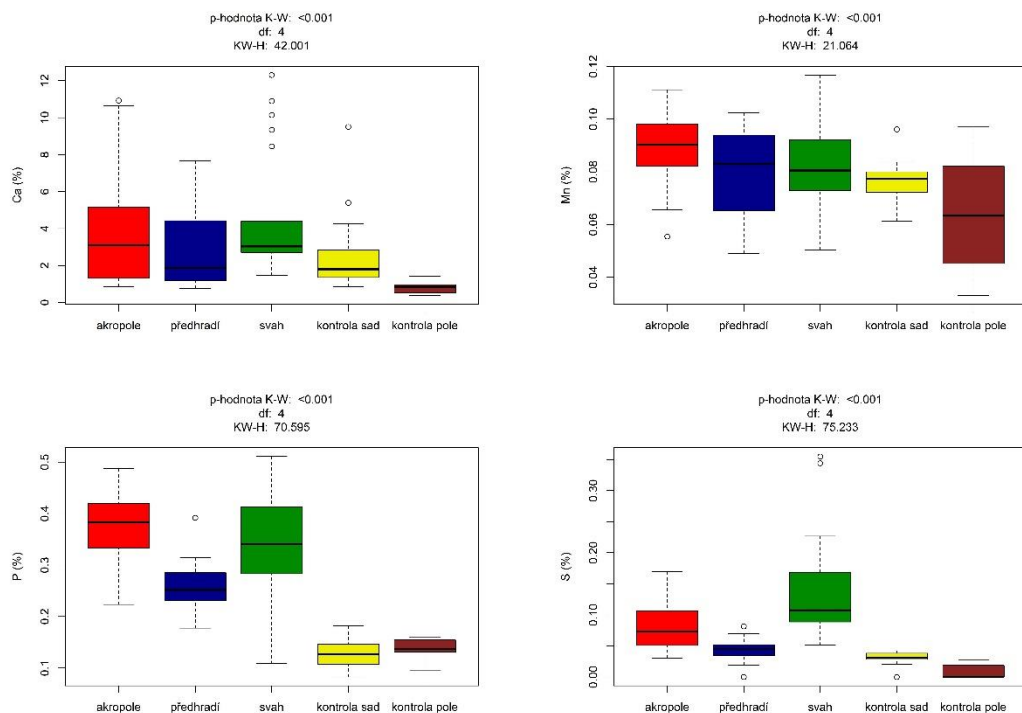 p-hodnota K-W: <0.001
df: 4
KW-H: 42.001
Ca (%)
12
10
8
6
4
2
0
akropole předhradí svah kontrola sad kontrola pole
p-hodnota K-W: <0.001
df: 4
KW-H: 21.064
Mn (%)
0.12
0.10
0.08
0.06
0.04
akropole předhradí svah kontrola sad kontrola pole
p-hodnota K-W: <0.001
df: 4
KW-H: 70.595
P (%)
0.5
0.4
0.3
0.2
0.1
akropole předhradí svah kontrola sad kontrola pole
p-hodnota K-W: <0.001
df: 4
KW-H: 75.233
S (%)
0.30
0.20
0.10
0.00
akropole předhradí svah kontrola sad kontrola pole